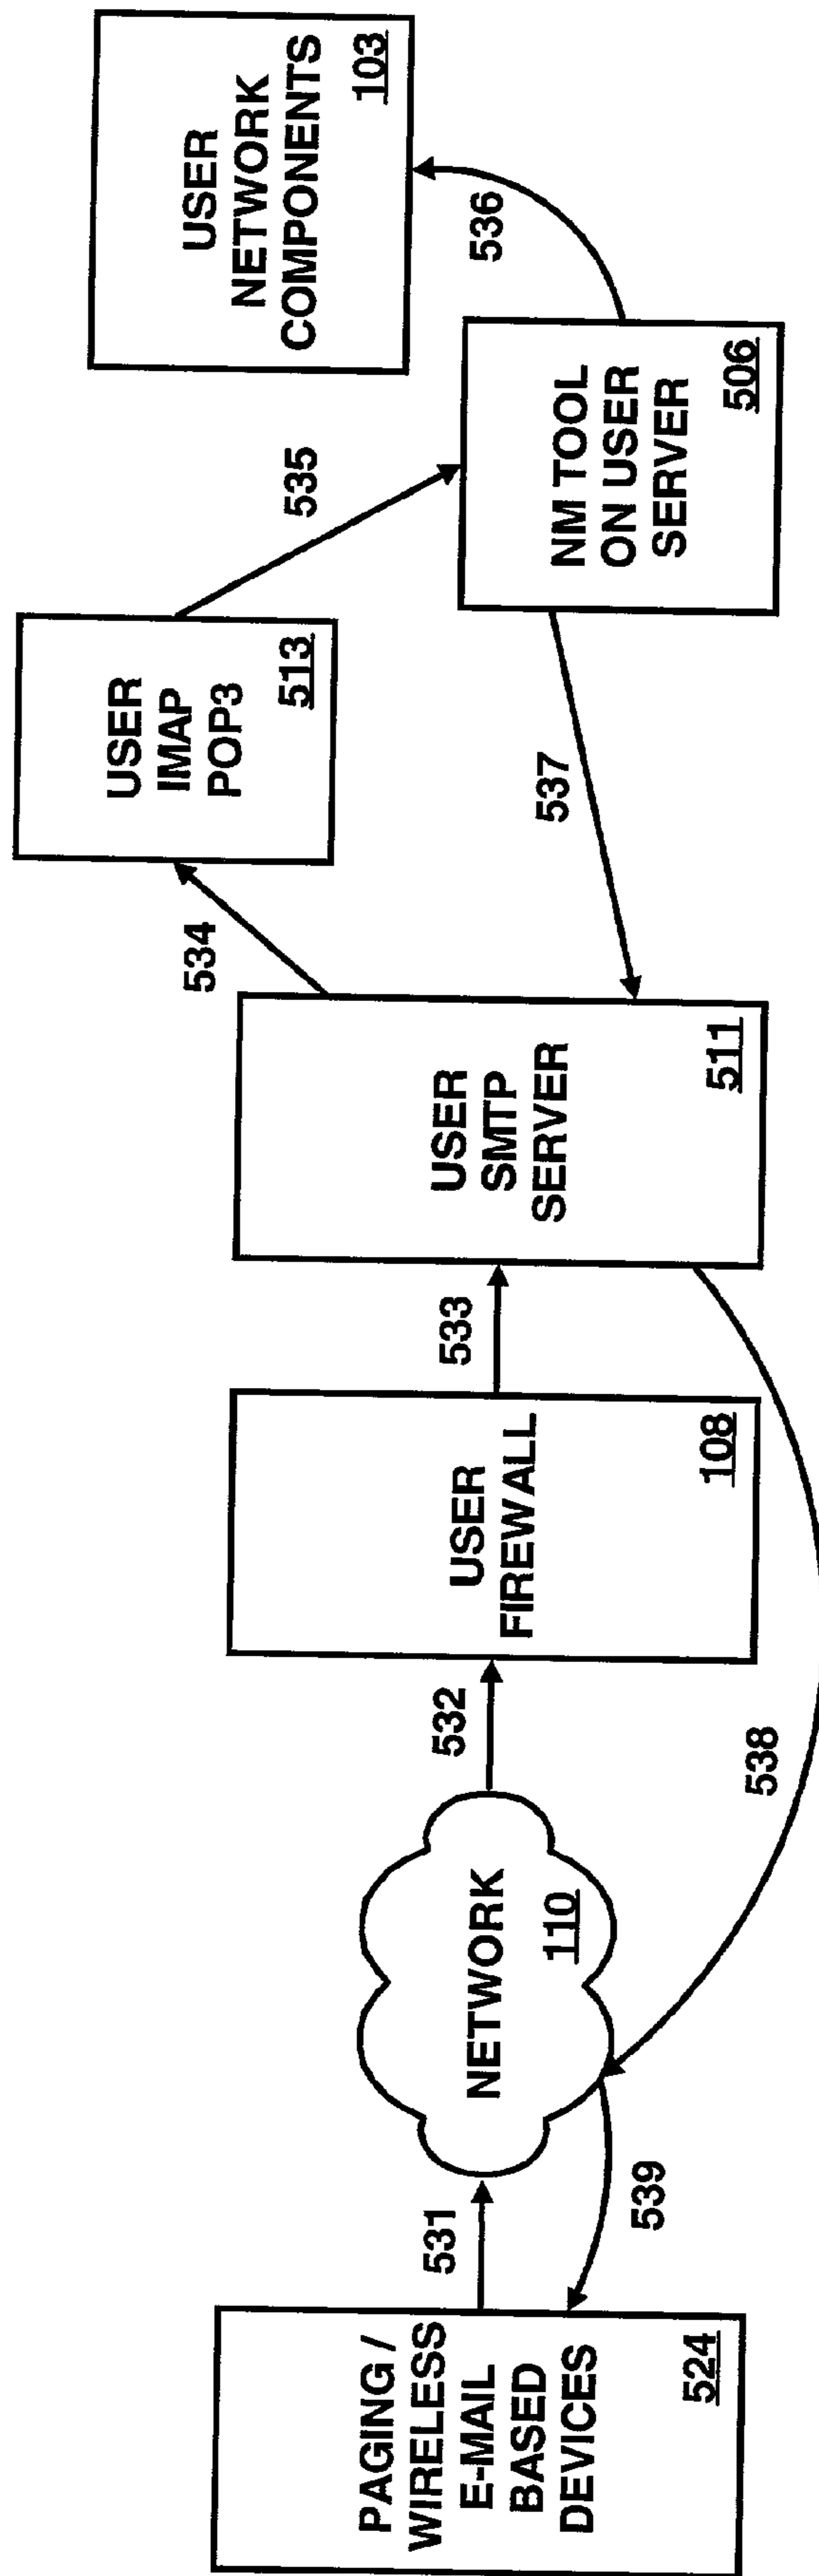 PAGING /
WIRELESS
E-MAIL
BASED
DEVICES
524
531
539
NETWORK
110
532
538
USER
FIREWALL
108
533
USER
SMTP
SERVER
511
534
537
USER
IMAP
POP3
513
535
NM TOOL
ON USER
SERVER
506
536
USER
NETWORK
COMPONENTS
103